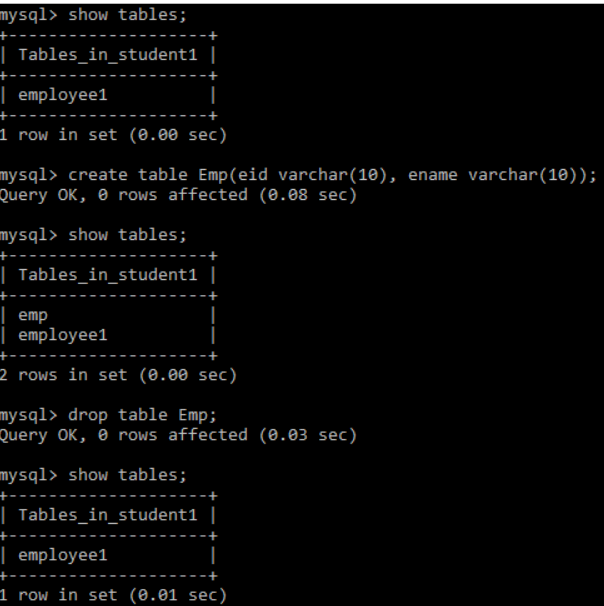 mysql> show tables;
+--------------------+
| Tables_in_student1 |
+--------------------+
| employee1          |
+--------------------+
1 row in set (0.00 sec)
mysql> create table Emp(eid varchar(10), ename varchar(10));
Query OK, 0 rows affected (0.08 sec)
mysql> show tables;
+--------------------+
| Tables_in_student1 |
+--------------------+
| emp                |
| employee1          |
+--------------------+
2 rows in set (0.00 sec)
mysql> drop table Emp;
Query OK, 0 rows affected (0.03 sec)
mysql> show tables;
+--------------------+
| Tables_in_student1 |
+--------------------+
| employee1          |
+--------------------+
1 row in set (0.01 sec)